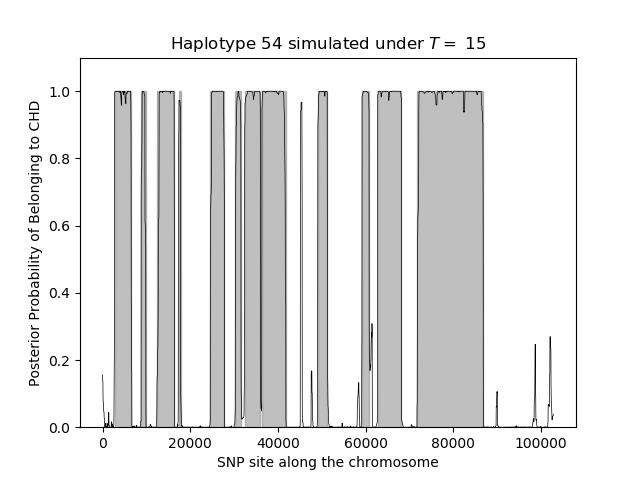 Haplotype 54 simulated under T = 15
Posterior Probability of Belonging to CHD
1.0
0.8
0.6
0.4
0.2
0.0
0 20000 40000 60000 80000 100000
SNP site along the chromosome